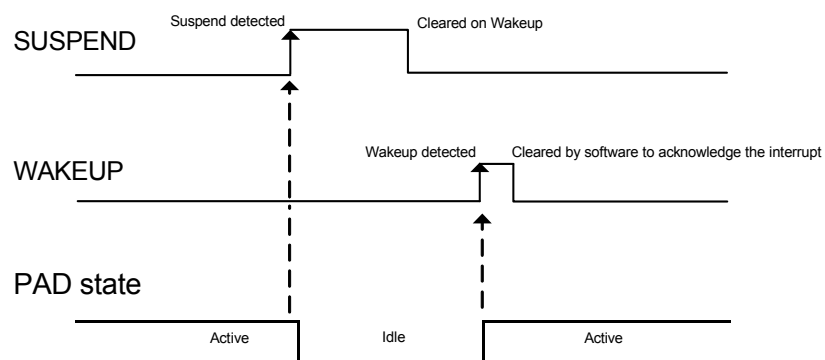 Suspend detected
Cleared on Wakeup
SUSPEND
Wakeup detected
Cleared by software to acknowledge the interrupt
WAKEUP
PAD state
Active
Idle
Active